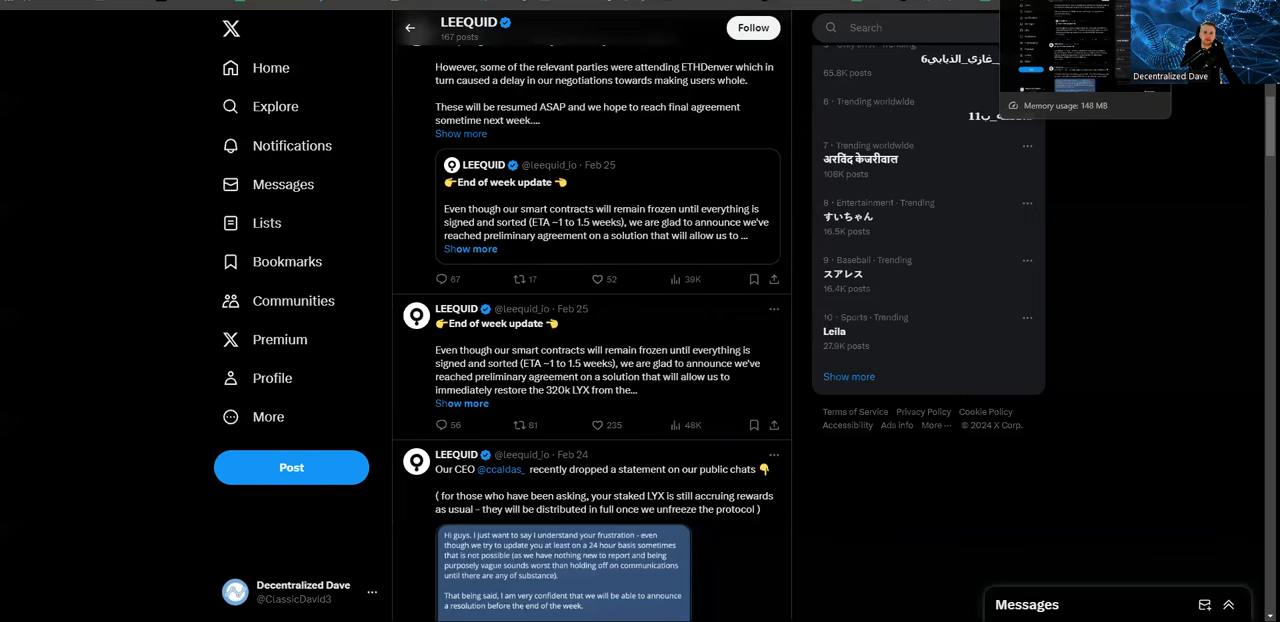 LEEQUID
167 posts
Follow
Search
Home
Explore
Notifications
Messages
Lists
Bookmarks
Communities
Premium
Profile
More
Post
Decentralized Dave
@ClassicDavid3
However, some of the relevant parties were attending ETHDenver which in
turn caused a delay in our negotiations towards making users whole.
These will be resumed ASAP and we hope to reach final agreement
sometime next week....
Show more
LEEQUID @leequid_io · Feb 25
👉End of week update 👈
Even though our smart contracts will remain frozen until everything is
signed and sorted (ETA ~1 to 1.5 weeks), we are glad to announce we've
reached preliminary agreement on a solution that will allow us to ...
Show more
67 17 52 39K
LEEQUID @leequid_io · Feb 25
👉End of week update 👈
Even though our smart contracts will remain frozen until everything is
signed and sorted (ETA ~1 to 1.5 weeks), we are glad to announce we've
reached preliminary agreement on a solution that will allow us to
immediately restore the 320k LYX from the...
Show more
56 81 235 48K
LEEQUID @leequid_io · Feb 24
Our CEO @ccaldas_ recently dropped a statement on our public chats 👇
( for those who have been asking, your staked LYX is still accruing rewards
as usual - they will be distributed in full once we unfreeze the protocol )
Hi guys. I just want to say I understand your frustration - even
though we try to update you at least on a 24 hour basis sometimes
that is not possible (as we have nothing new to report and being
purposely vague sounds worst than holding off on communications
until there are any of substance).
That being said, I am very confident that we will be able to announce
a resolution before the end of the week.
Trending
_غازي_الذيابي6
65.8K posts
6 · Trending worldwide
7 · Trending worldwide
अरविंद केजरीवाल
108K posts
8 · Entertainment · Trending
すいちゃん
16.5K posts
9 · Baseball · Trending
スアレス
16.4K posts
10 · Sports · Trending
Leila
27.9K posts
Show more
Terms of Service Privacy Policy Cookie Policy
Accessibility Ads info More ··· © 2024 X Corp.
Decentralized Dave
Memory usage: 148 MB
Messages